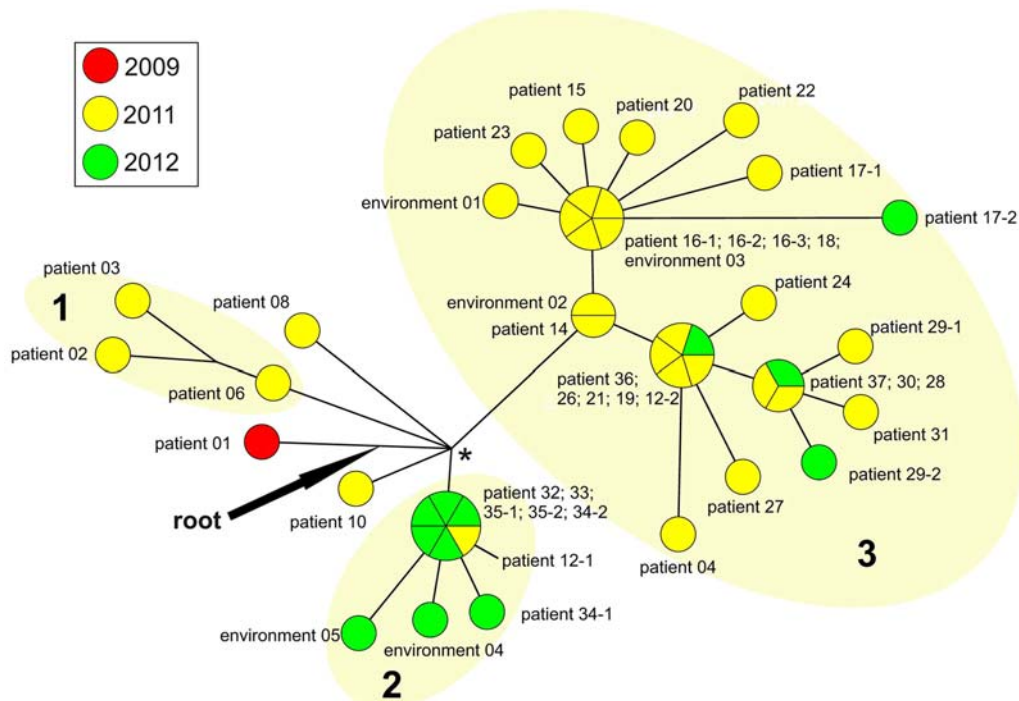 2009
2011
2012
patient 22
patient 15
patient 20
patient 23
patient 17-1
environment 01
patient 17-2
patient 16-1; 16-2; 16-3; 18;
environment 03
patient 03
1
patient 08
environment 02
patient 24
patient 14
patient 29-1
patient 02
patient 06
patient 36;
26; 21; 19; 12-2
patient 37; 30; 28
patient 01
*
patient 31
patient 29-2
root
patient 10
patient 32; 33;
35-1; 35-2; 34-2
patient 27
patient 12-1
patient 04
3
patient 34-1
environment 05
environment 04
2